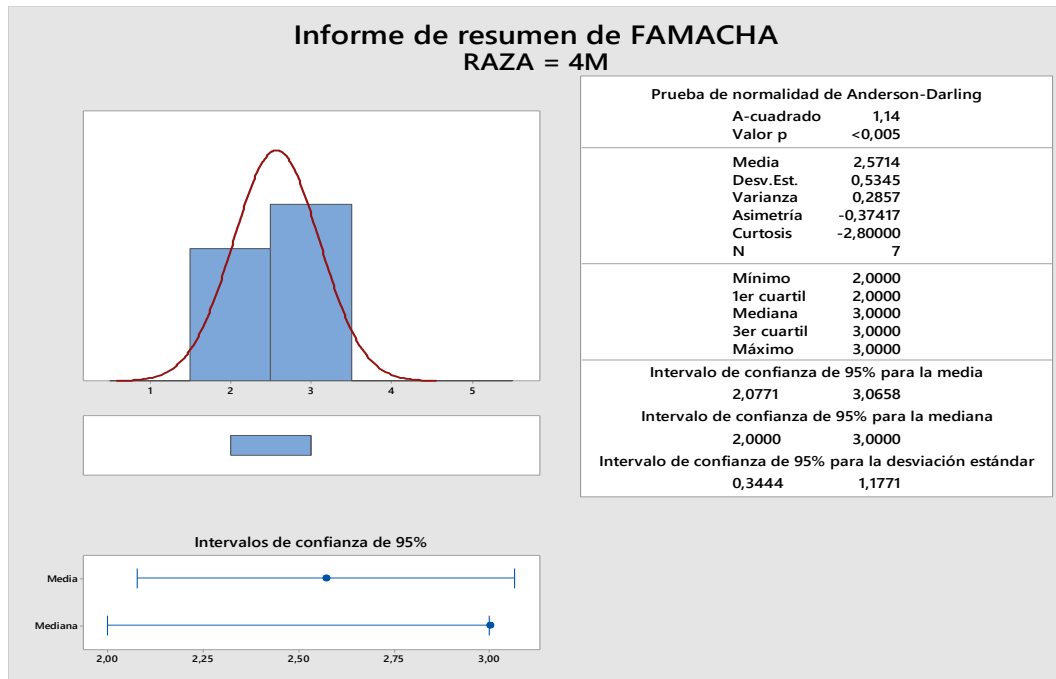 Informe de resumen de FAMACHA
RAZA = 4M
1 2 3 4 5
Prueba de normalidad de Anderson-Darling
A-cuadrado 1,14
Valor p <0,005
Media 2,5714
Desv.Est. 0,5345
Varianza 0,2857
Asimetría -0,37417
Curtosis -2,80000
N 7
Mínimo 2,0000
1er cuartil 2,0000
Mediana 3,0000
3er cuartil 3,0000
Máximo 3,0000
Intervalo de confianza de 95% para la media
2,0771 3,0658
Intervalo de confianza de 95% para la mediana
2,0000 3,0000
Intervalo de confianza de 95% para la desviación estándar
0,3444 1,1771
Intervalos de confianza de 95%
Media
Mediana
2,00 2,25 2,50 2,75 3,00